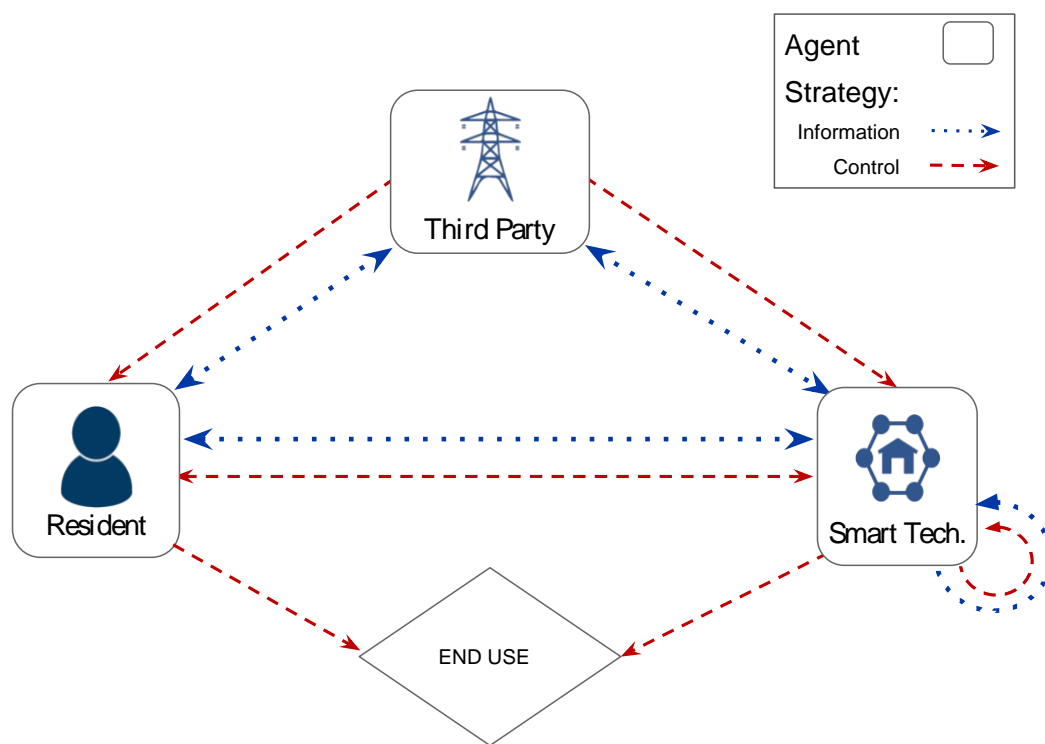 Agent
Strategy:
Information
Control
Third Party
Resident
Smart Tech.
END USE